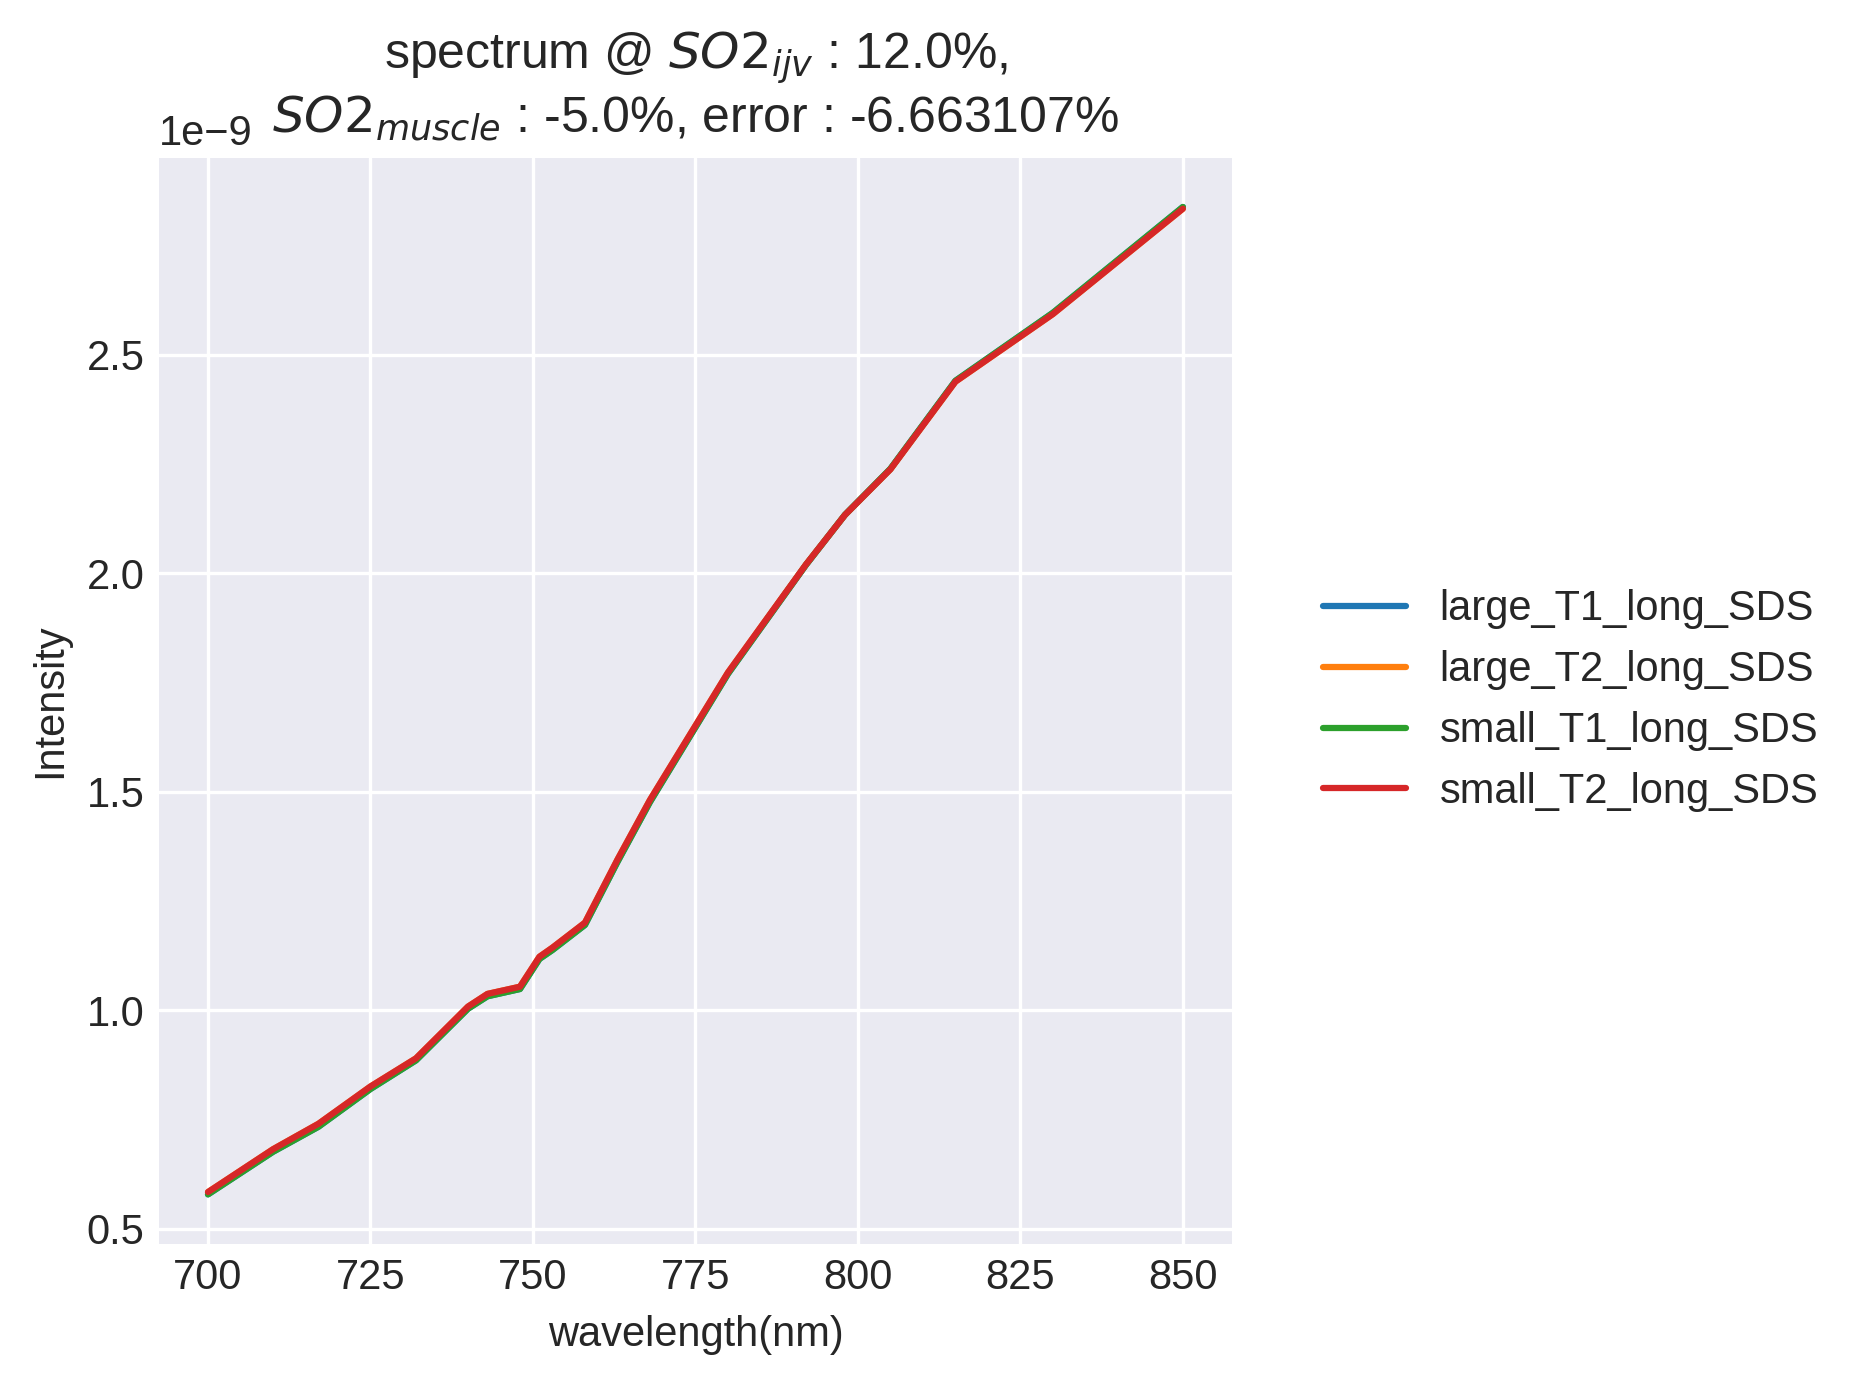 spectrum @ SO2ijv : 12.0%,
SO2muscle : -5.0%, error : -6.663107%
1e−9
2.5
2.0
1.5
1.0
0.5
Intensity
700 725 750 775 800 825 850
wavelength(nm)
large_T1_long_SDS
large_T2_long_SDS
small_T1_long_SDS
small_T2_long_SDS